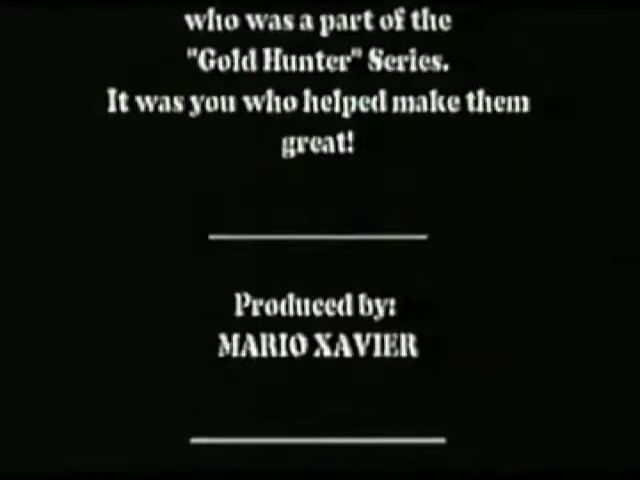 who was a part of the
"Gold Hunter" Series.
It was you who helped make them
great!
Produced by:
MARIO XAVIER